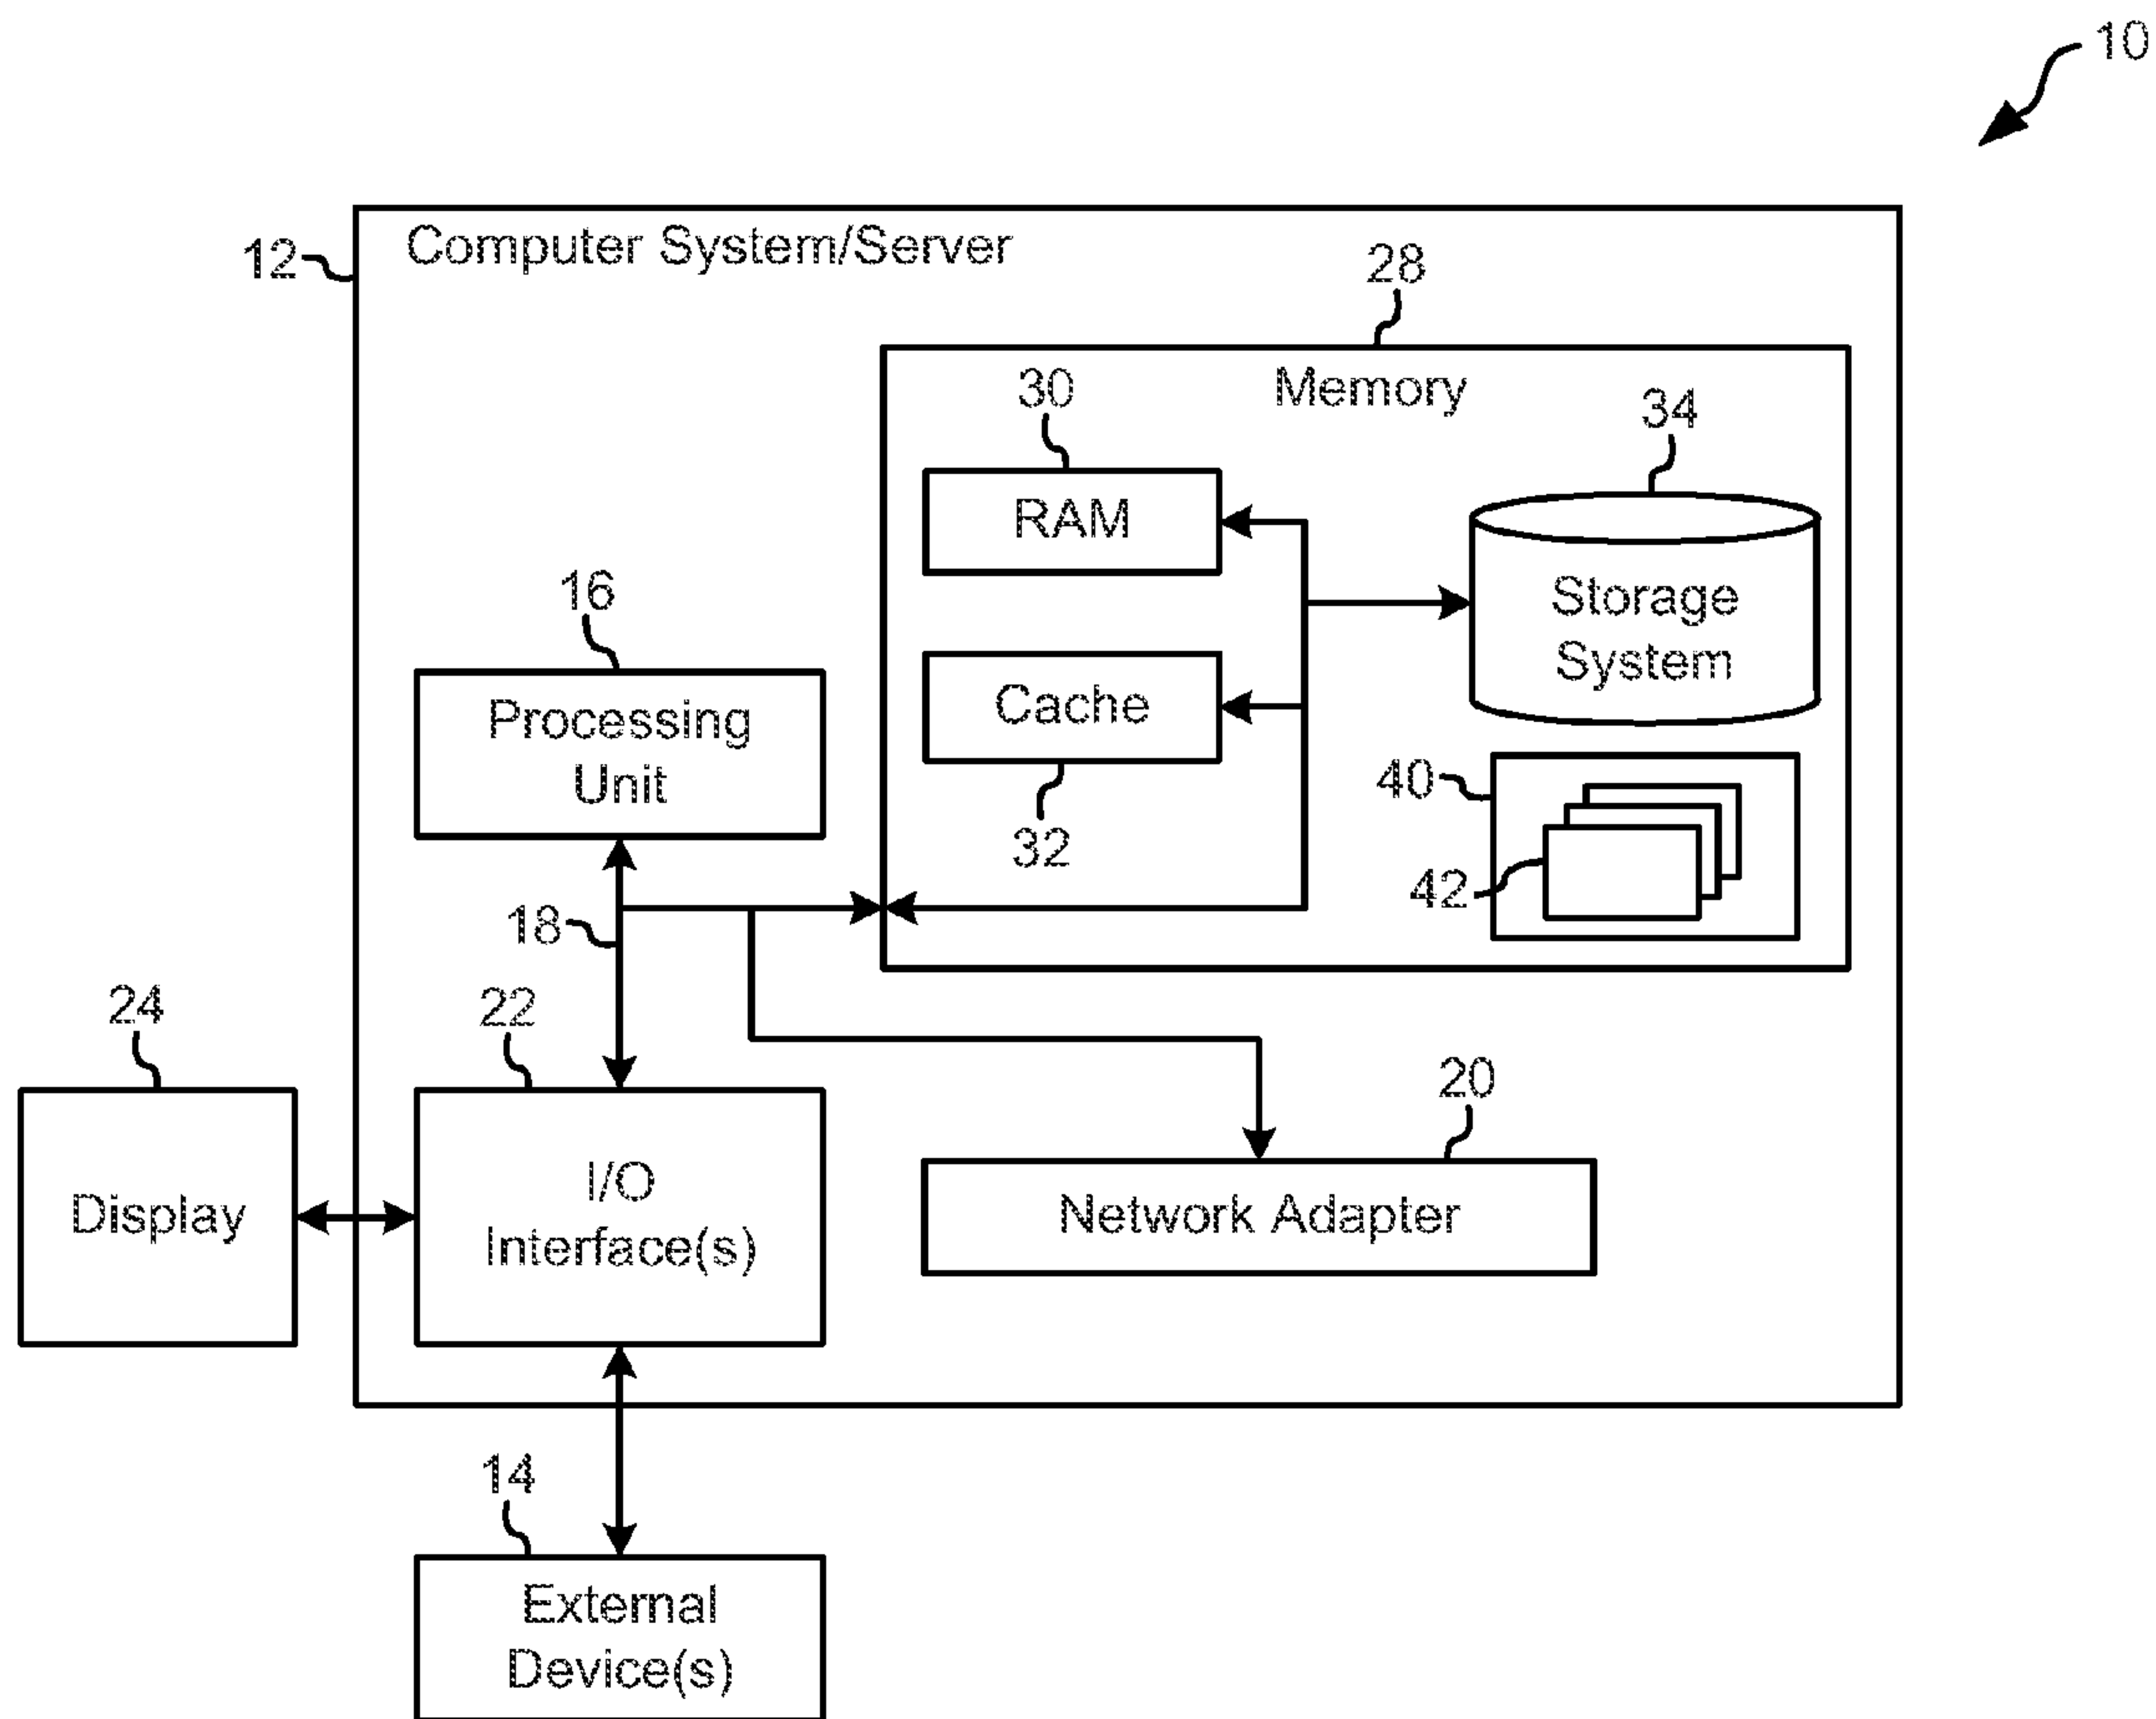 10
12
Computer System/Server
28
Memory
30
RAM
34
Storage
System
16
Processing
Unit
Cache
32
40
42
18
24
22
20
Display
I/O
Interface(s)
Network Adapter
14
External
Device(s)